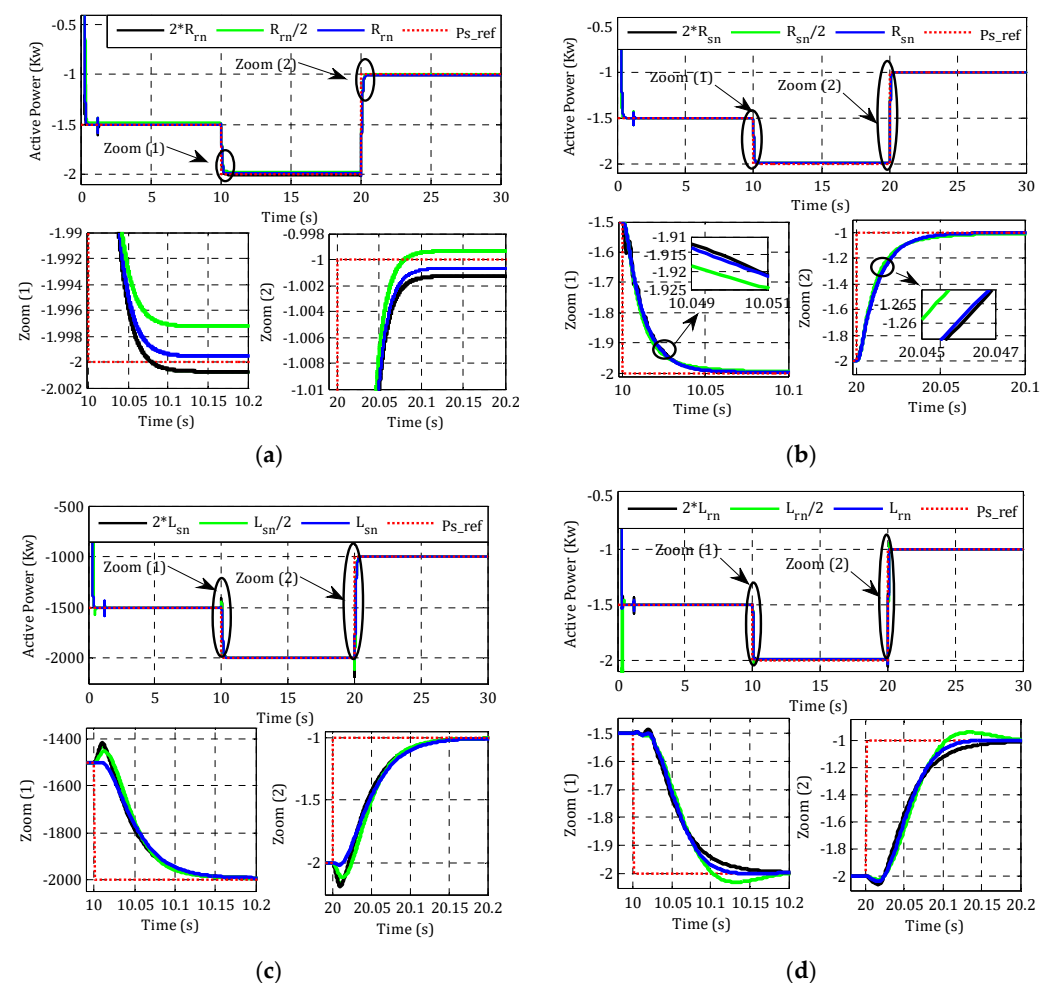 -0.5
-1
-1.5
-2
Active Power (Kw)
2*R_rn R_rn/2 R_rn Ps_ref
Zoom (2)
Zoom (1)
0 5 10 15 20 25 30
Time (s)
-1.99
-1.992
-1.994
-1.996
-1.998
-2
-2.002
Zoom (1)
10 10.05 10.1 10.15 10.2
Time (s)
-0.998
-1
-1.002
-1.004
-1.006
-1.008
-1.01
Zoom (2)
20 20.05 20.1 20.15 20.2
Time (s)
(a)
-0.5
-1
-1.5
-2
Active Power (Kw)
2*R_sn R_sn/2 R_sn Ps_ref
Zoom (1)
Zoom (2)
0 5 10 15 20 25 30
Time (s)
-1.5
-1.6
-1.7
-1.8
-1.9
-2
Zoom (1)
-1.91
-1.915
-1.92
-1.925
10.049 10.051
10 10.05 10.1
Time (s)
-1
-1.2
-1.4
-1.6
-1.8
-2
Zoom (2)
-1.265
-1.26
20.045 20.047
20 20.05 20.1
Time (s)
(b)
-500
-1000
-1500
-2000
Active Power (Kw)
2*L_sn L_sn/2 L_sn Ps_ref
Zoom (1)
Zoom (2)
0 5 10 15 20 25 30
Time (s)
-1400
-1600
-1800
-2000
Zoom (1)
10 10.05 10.1 10.15 10.2
Time (s)
-1
-1.5
-2
Zoom (2)
20 20.05 20.1 20.15 20.2
Time (s)
(c)
-0.5
-1
-1.5
-2
Active Power (Kw)
2*L_rn L_rn/2 L_rn Ps_ref
Zoom (1)
Zoom (2)
0 5 10 15 20 25 30
Time (s)
-1.5
-1.6
-1.7
-1.8
-1.9
-2
Zoom (1)
10 10.05 10.1 10.15 10.2
Time (s)
-1
-1.2
-1.4
-1.6
-1.8
-2
Zoom (2)
20 20.05 20.1 20.15 20.2
Time (s)
(d)